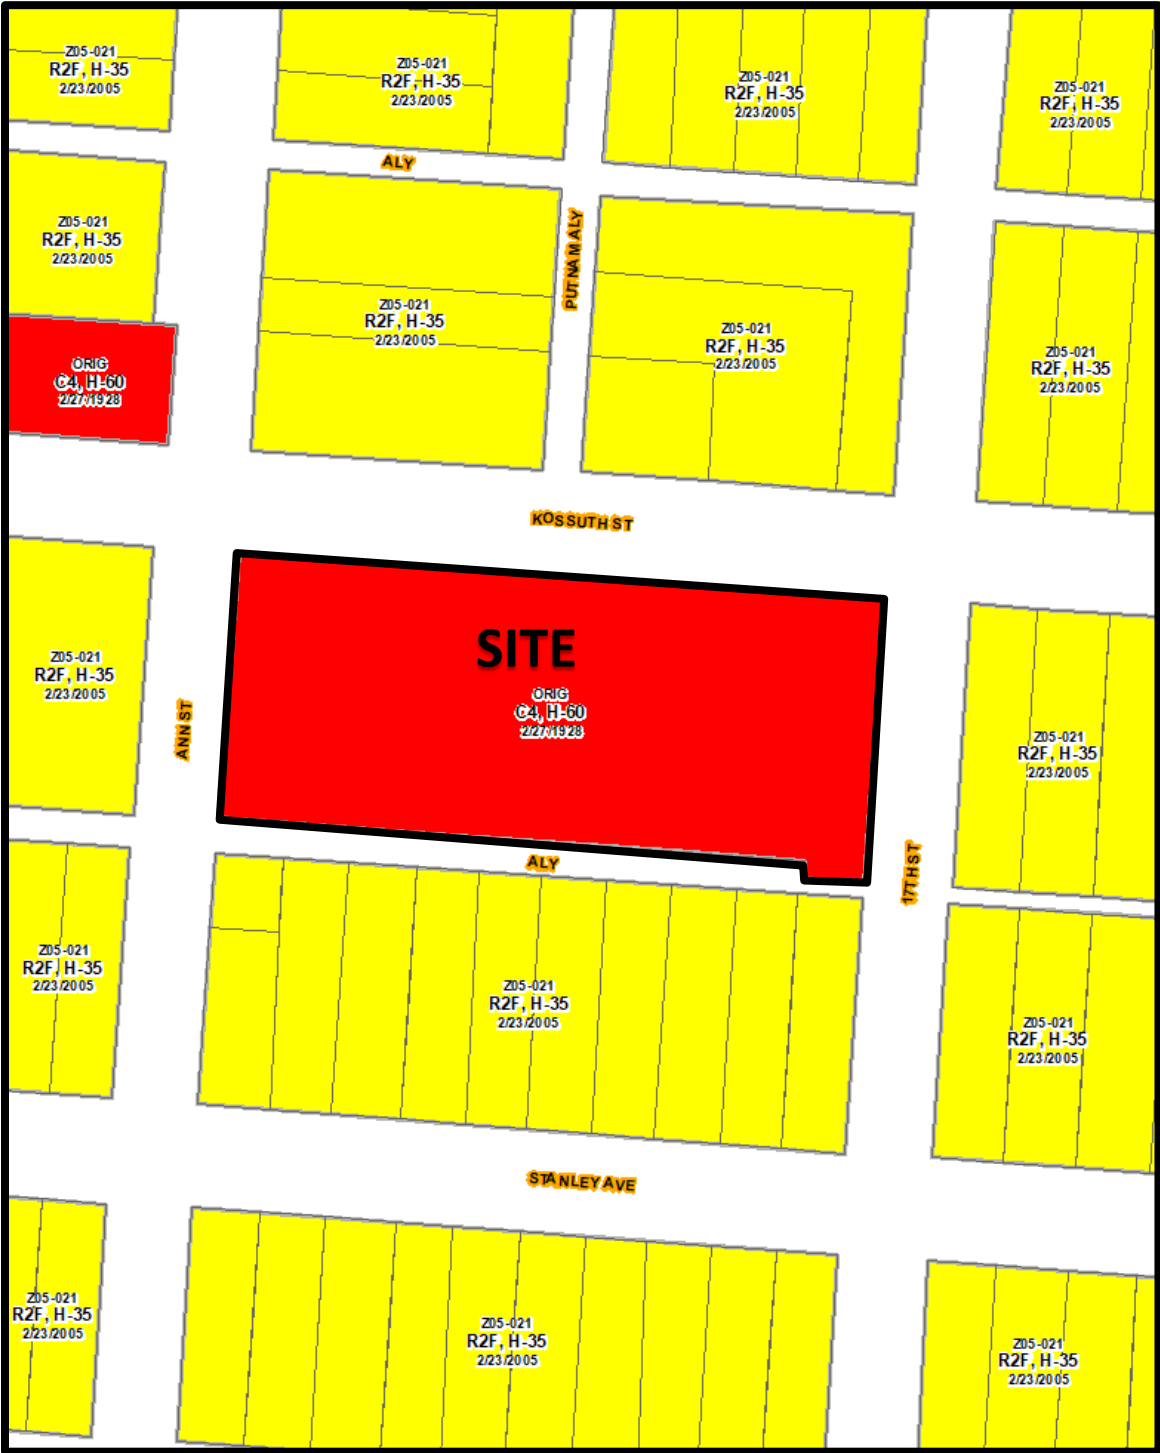 Z05-021
R2F, H-35
2/23/2005
Z05-021
R2F, H-35
2/23/2005
Z05-021
R2F, H-35
2/23/2005
Z05-021
R2F, H-35
2/23/2005
ALY
Z05-021
R2F, H-35
2/23/2005
PUTNAM ALY
Z05-021
R2F, H-35
2/23/2005
Z05-021
R2F, H-35
2/23/2005
Z05-021
R2F, H-35
2/23/2005
ORIG
C4, H-60
2/27/1928
KOSSUTH ST
SITE
ORIG
C4, H-60
2/27/1928
Z05-021
R2F, H-35
2/23/2005
ANN ST
Z05-021
R2F, H-35
2/23/2005
ALY
17TH ST
Z05-021
R2F, H-35
2/23/2005
Z05-021
R2F, H-35
2/23/2005
Z05-021
R2F, H-35
2/23/2005
STANLEY AVE
Z05-021
R2F, H-35
2/23/2005
Z05-021
R2F, H-35
2/23/2005
Z05-021
R2F, H-35
2/23/2005